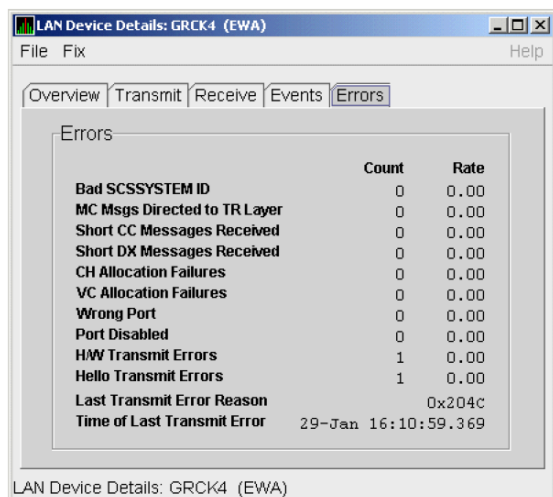 LAN Device Details: GRCK4 (EWA)
File Fix Help
Overview Transmit Receive Events Errors
Errors
Count Rate
Bad SCSSYSTEM ID 0 0.00
MC Msgs Directed to TR Layer 0 0.00
Short CC Messages Received 0 0.00
Short DX Messages Received 0 0.00
CH Allocation Failures 0 0.00
VC Allocation Failures 0 0.00
Wrong Port 0 0.00
Port Disabled 0 0.00
H/W Transmit Errors 1 0.00
Hello Transmit Errors 1 0.00
Last Transmit Error Reason 0x204C
Time of Last Transmit Error 29-Jan 16:10:59.369
LAN Device Details: GRCK4 (EWA)